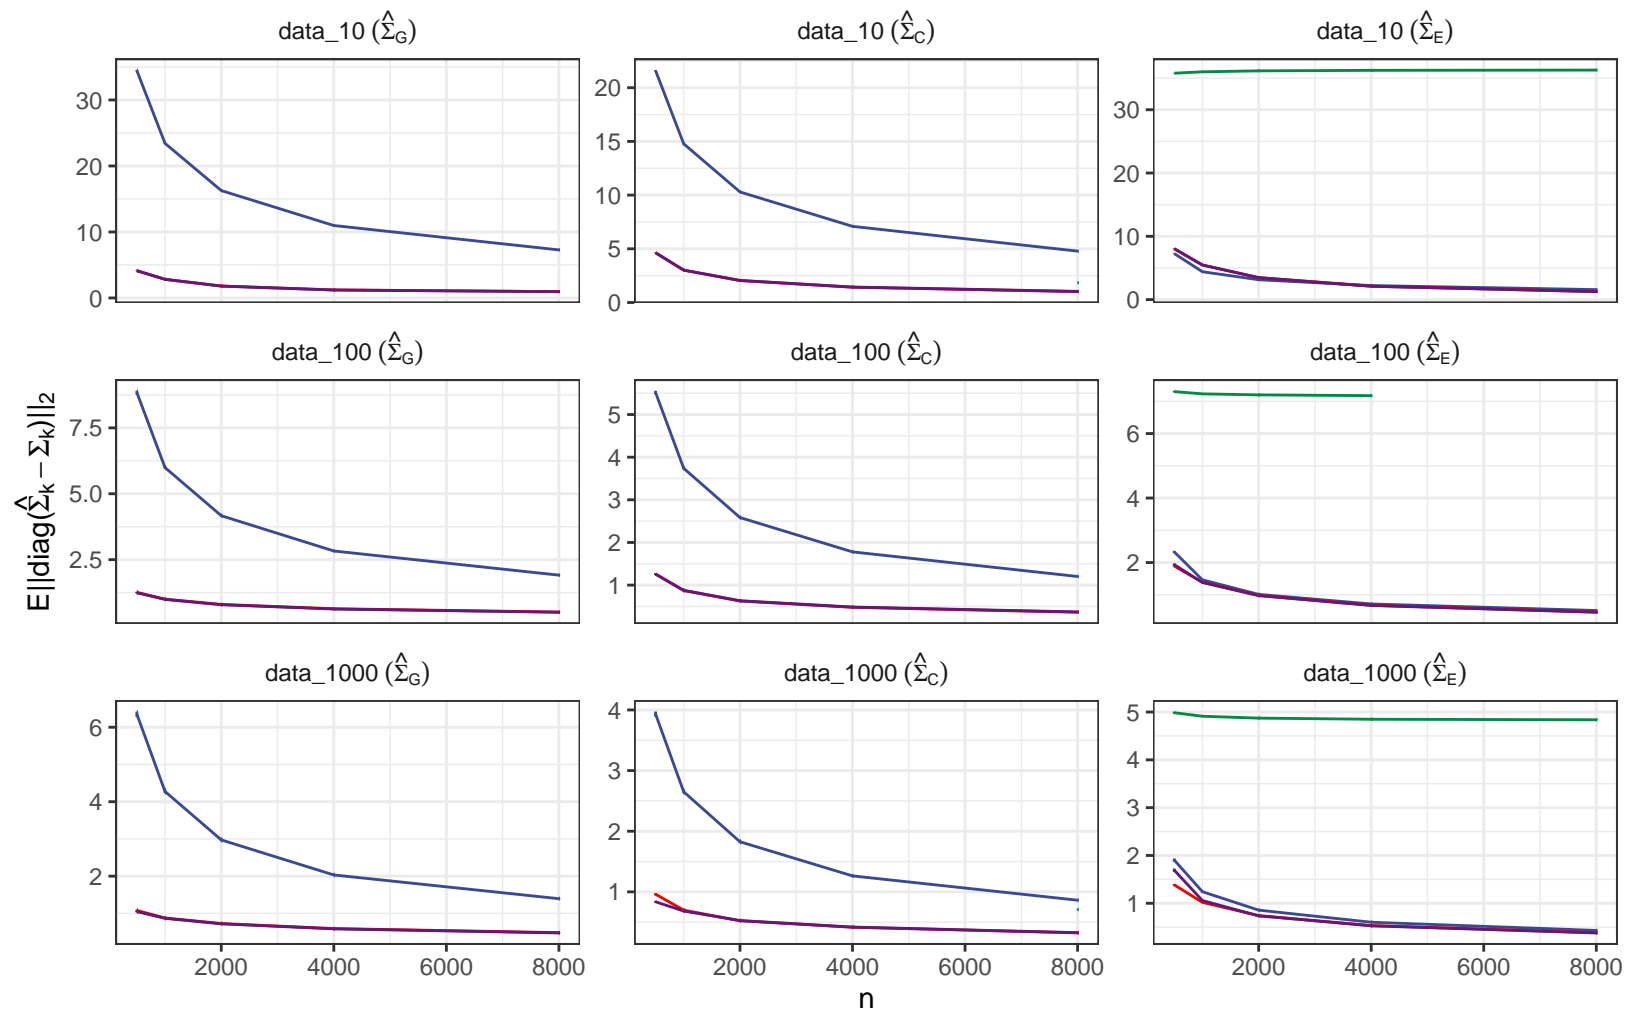 data_10 (Σ̂G)
data_10 (Σ̂C)
data_10 (Σ̂E)
30
20
10
0
20
15
10
5
0
30
20
10
0
data_100 (Σ̂G)
data_100 (Σ̂C)
data_100 (Σ̂E)
E||diag(Σ̂k − Σk)||2
7.5
5.0
2.5
5
4
3
2
1
6
4
2
data_1000 (Σ̂G)
data_1000 (Σ̂C)
data_1000 (Σ̂E)
6
4
2
4
3
2
1
5
4
3
2
1
2000 4000 6000 8000
2000 4000 6000 8000
2000 4000 6000 8000
n